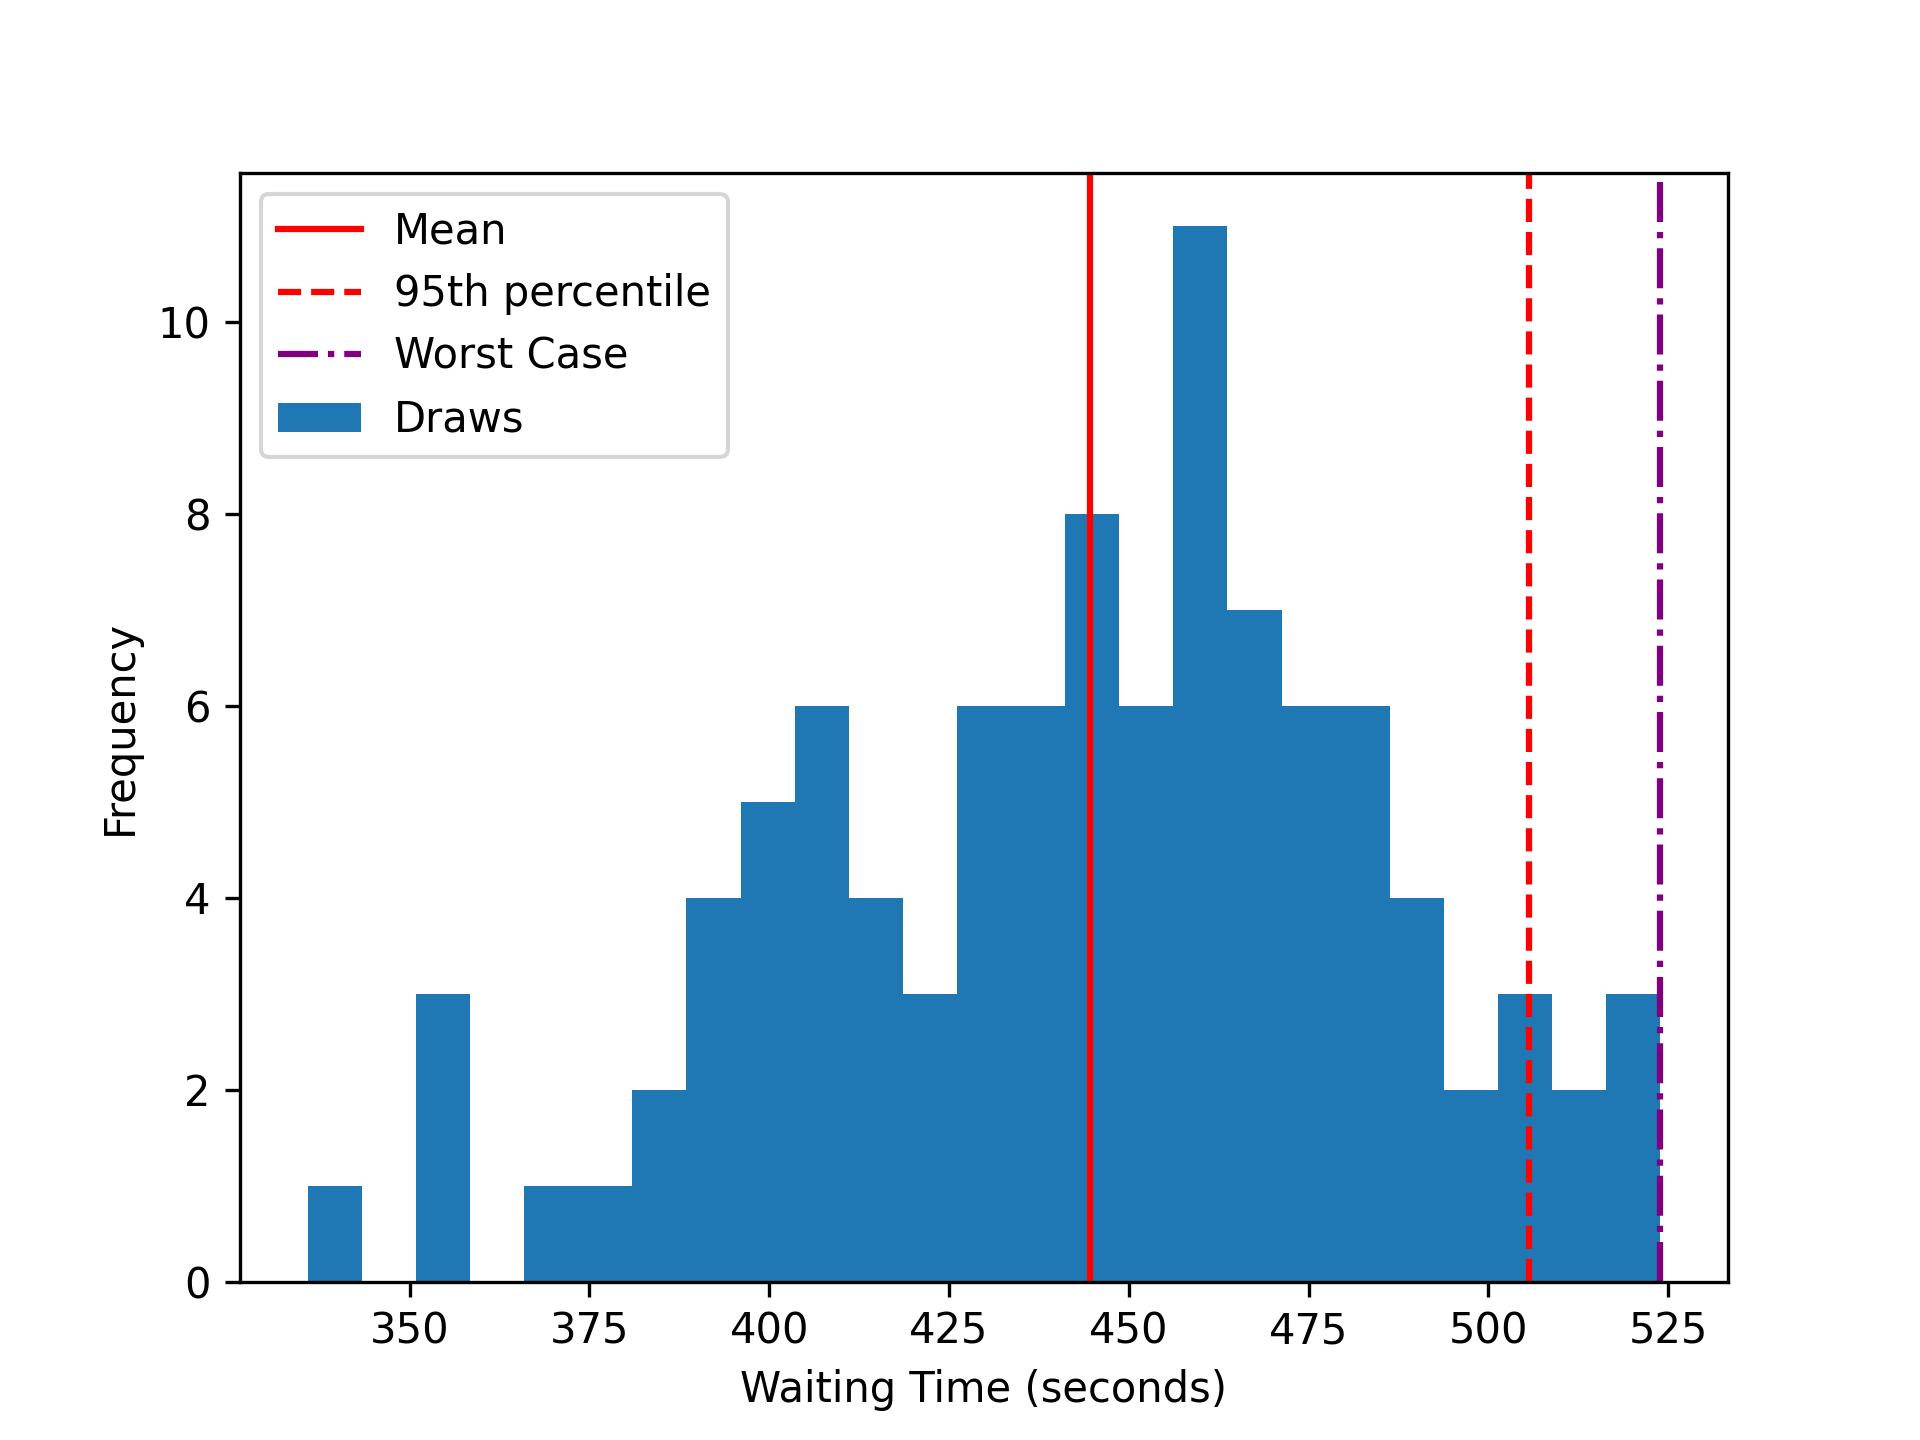 Mean
95th percentile
Worst Case
Draws
10
8
6
4
2
0
Frequency
350 375 400 425 450 475 500 525
Waiting Time (seconds)